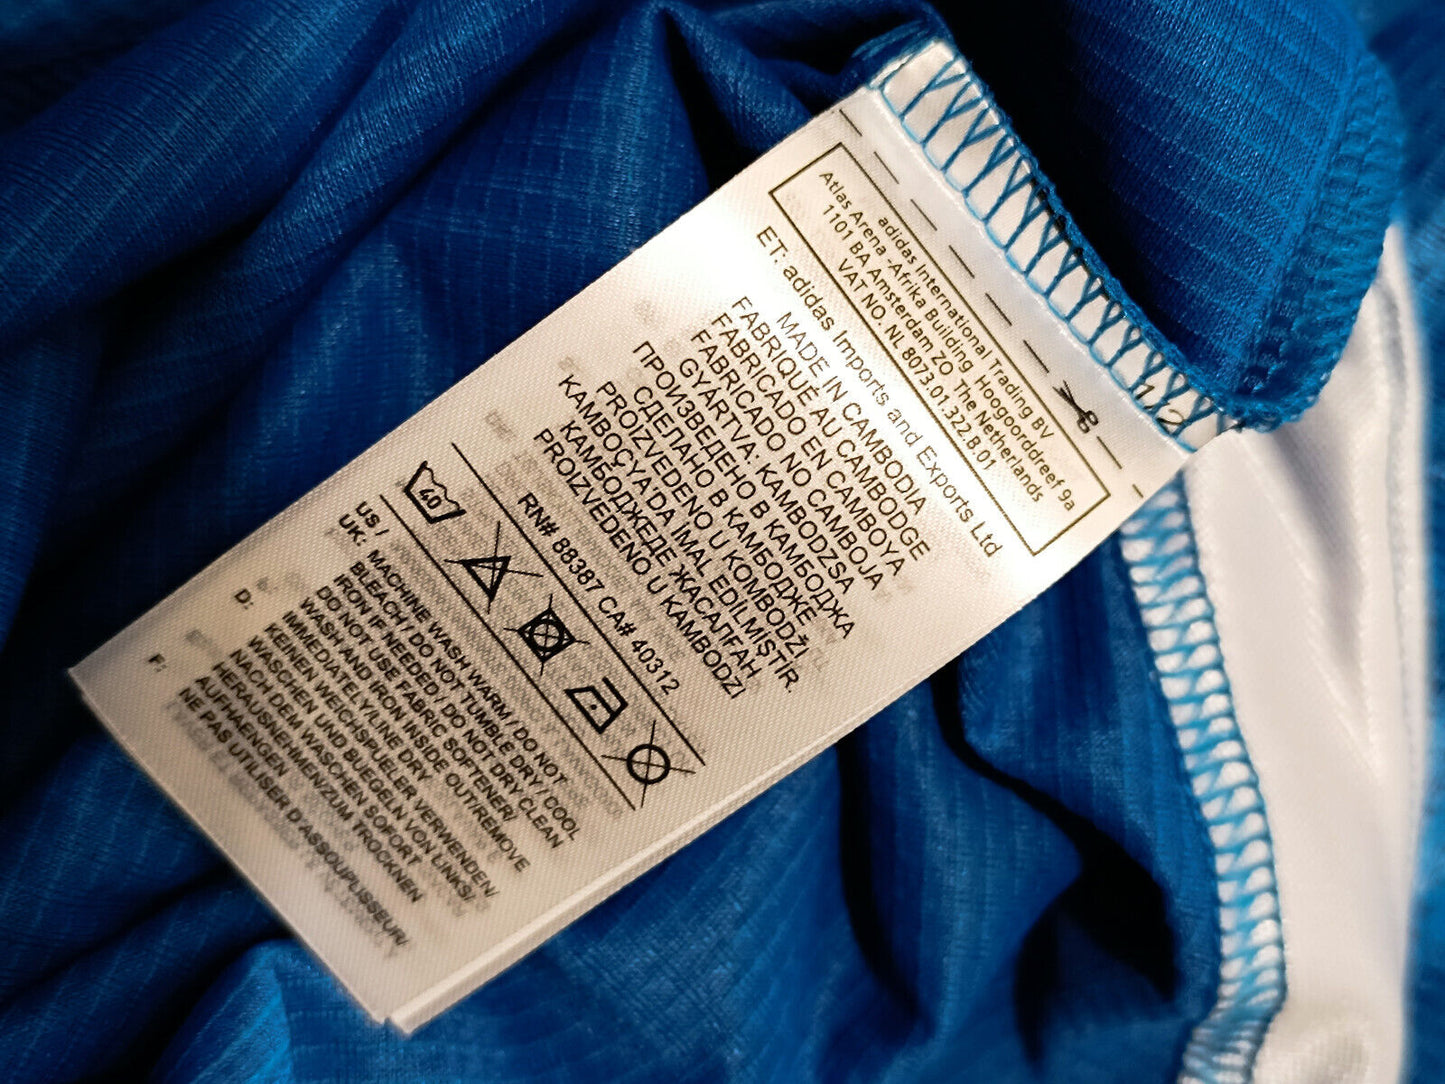 adidas International Trading BV
Atlas Arena -Afrika Building Hoogoorddreef 9a
1101 BA Amsterdam ZO The Netherlands
VAT NO. NL 8073.01.322.B.01
ET: adidas Imports and Exports Ltd
MADE IN CAMBODIA
FABRIQUÉ AU CAMBODGE
FABRICADO EN CAMBOYA
FABRICADO NO CAMBOJA
GYÁRTVA: KAMBODZSA
ПРОИЗВЕДЕНО В КАМБОДЖА
СДЕЛАНО В КАМБОДЖЕ
PROIZVEDENO U KOMBODŽI
KAMBOÇYA'DA İMAL EDİLMİŞTİR.
КАМБОДЖЕДЕ ЖАСАЛҒАН
PROIZVEDENO U KAMBODZI
RN# 88387 CA# 40312
40
US /
UK: MACHINE WASH WARM / DO NOT
BLEACH / DO NOT TUMBLE DRY / COOL
IRON IF NEEDED / DO NOT DRY CLEAN
DO NOT USE FABRIC SOFTENER/
WASH AND IRON INSIDE OUT/REMOVE
IMMEDIATELY/LINE DRY
D: KEINEN WEICHSPUELER VERWENDEN/
WASCHEN UND BUEGELN VON LINKS/
NACH DEM WASCHEN SOFORT
HERAUSNEHMEN/ZUM TROCKNEN
AUFHAENGEN
F: NE PAS UTILISER D ASSOUPLISSEUR/